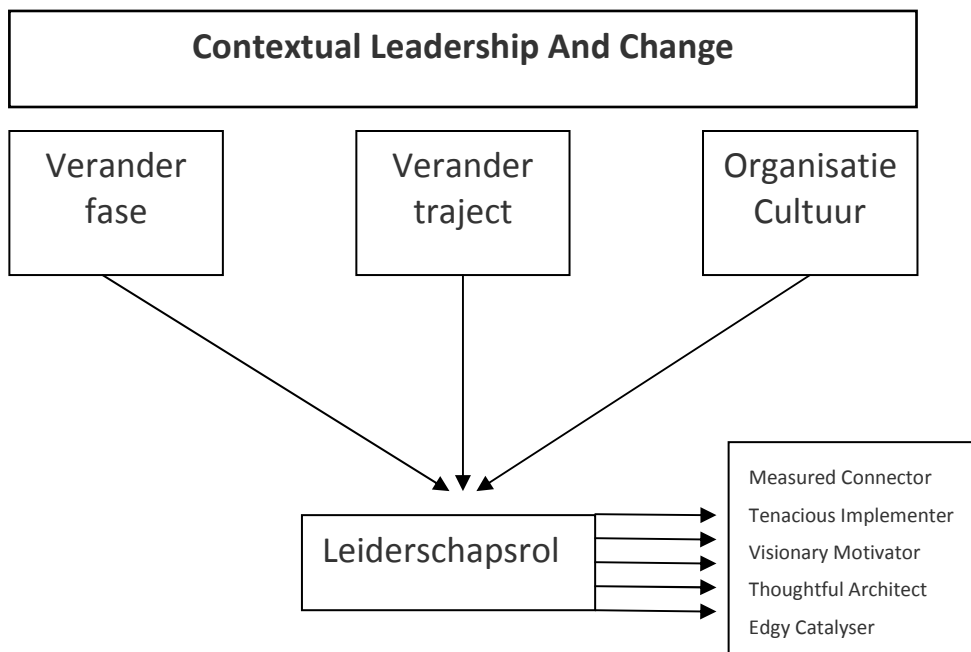 Contextual Leadership And Change
Verander
fase
Verander
traject
Organisatie
Cultuur
Leiderschapsrol
Measured Connector
Tenacious Implementer
Visionary Motivator
Thoughtful Architect
Edgy Catalyser